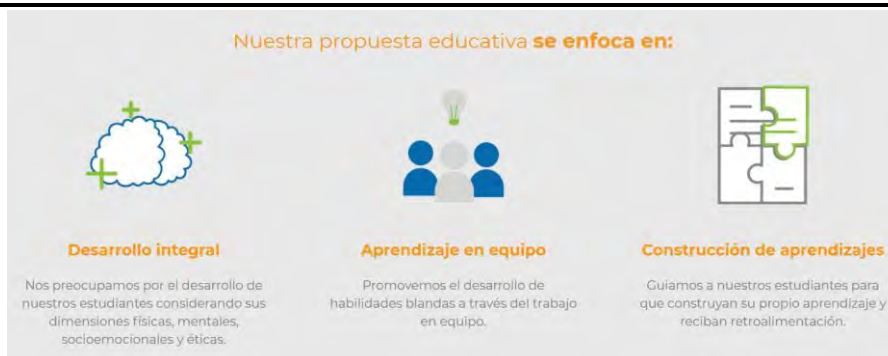 Nuestra propuesta educativa se enfoca en:
Desarrollo integral
Nos preocupamos por el desarrollo de
nuestros estudiantes considerando sus
dimensiones físicas, mentales,
socioemocionales y éticas.
Aprendizaje en equipo
Promovemos el desarrollo de
habilidades blandas a través del trabajo
en equipo.
Construcción de aprendizajes
Guiamos a nuestros estudiantes para
que construyan su propio aprendizaje y
reciban retroalimentación.